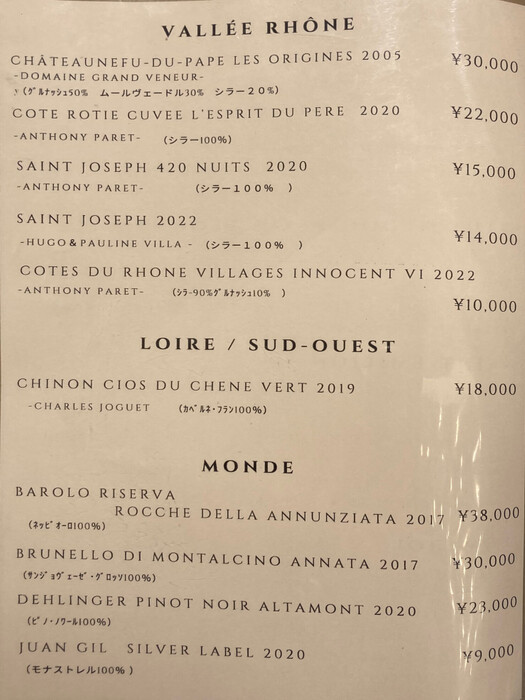 VALLÉE RHÔNE
CHÂTEAUNEFU-DU-PAPE LES ORIGINES 2005 ¥30,000
-DOMAINE GRAND VENEUR-
(ｸﾞﾙﾅｯｼｭ50% ムールヴェードル30% シラー２０%)
COTE ROTIE CUVEE L'ESPRIT DU PERE 2020 ¥22,000
-ANTHONY PARET- (シラー100%)
SAINT JOSEPH 420 NUITS 2020 ¥15,000
-ANTHONY PARET- (シラー１００% )
SAINT JOSEPH 2022
-HUGO&PAULINE VILLA - (シラー１００% ) ¥14,000
COTES DU RHONE VILLAGES INNOCENT VI 2022
-ANTHONY PARET- (ｼﾗ-90%ｸﾞﾙﾅｯｼｭ10% ) ¥10,000
LOIRE / SUD-OUEST
CHINON CIOS DU CHENE VERT 2019 ¥18,000
-CHARLES JOGUET (ｶﾍﾞﾙﾈ･ﾌﾗﾝ100%)
MONDE
BAROLO RISERVA
ROCCHE DELLA ANNUNZIATA 2017 ¥38,000
(ﾈｯﾋﾞｵｰﾛ100%)
BRUNELLO DI MONTALCINO ANNATA 2017 ¥30,000
(ｻﾝｼﾞｮｳﾞｪｰｾﾞ･ｸﾞﾛｯｿ100%)
DEHLINGER PINOT NOIR ALTAMONT 2020 ¥23,000
(ﾋﾟﾉ･ﾉﾜｰﾙ100%)
JUAN GIL SILVER LABEL 2020 ¥9,000
(モナストレル100% )